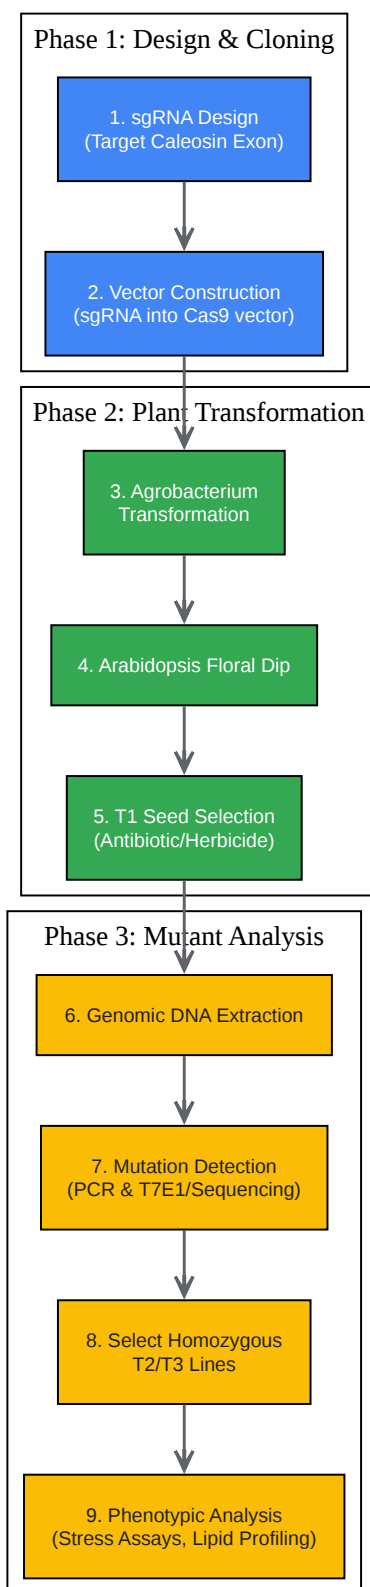 Phase 1: Design & Cloning
1. sgRNA Design
(Target Caleosin Exon)
2. Vector Construction
(sgRNA into Cas9 vector)
Phase 2: Plant Transformation
3. Agrobacterium
Transformation
4. Arabidopsis Floral Dip
5. T1 Seed Selection
(Antibiotic/Herbicide)
Phase 3: Mutant Analysis
6. Genomic DNA Extraction
7. Mutation Detection
(PCR & T7E1/Sequencing)
8. Select Homozygous
T2/T3 Lines
9. Phenotypic Analysis
(Stress Assays, Lipid Profiling)